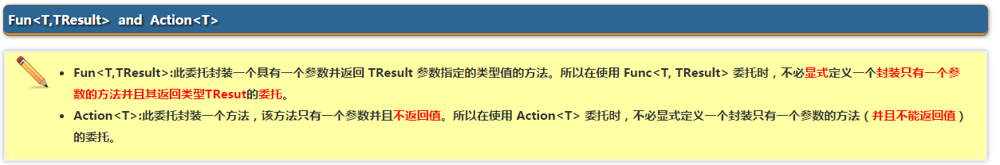 Fun<T,TResult> and Action<T>
Fun<T,TResult>:此委托封装一个具有一个参数并返回 TResult 参数指定的类型值的方法。所以在使用 Func<T, TResult> 委托时，不必显式定义一个封装只有一个参
数的方法并且其返回类型TResut的委托。
Action<T>:此委托封装一个方法，该方法只有一个参数并且不返回值。所以在使用 Action<T> 委托时，不必显式定义一个封装只有一个参数的方法（并且不能返回值）
的委托。